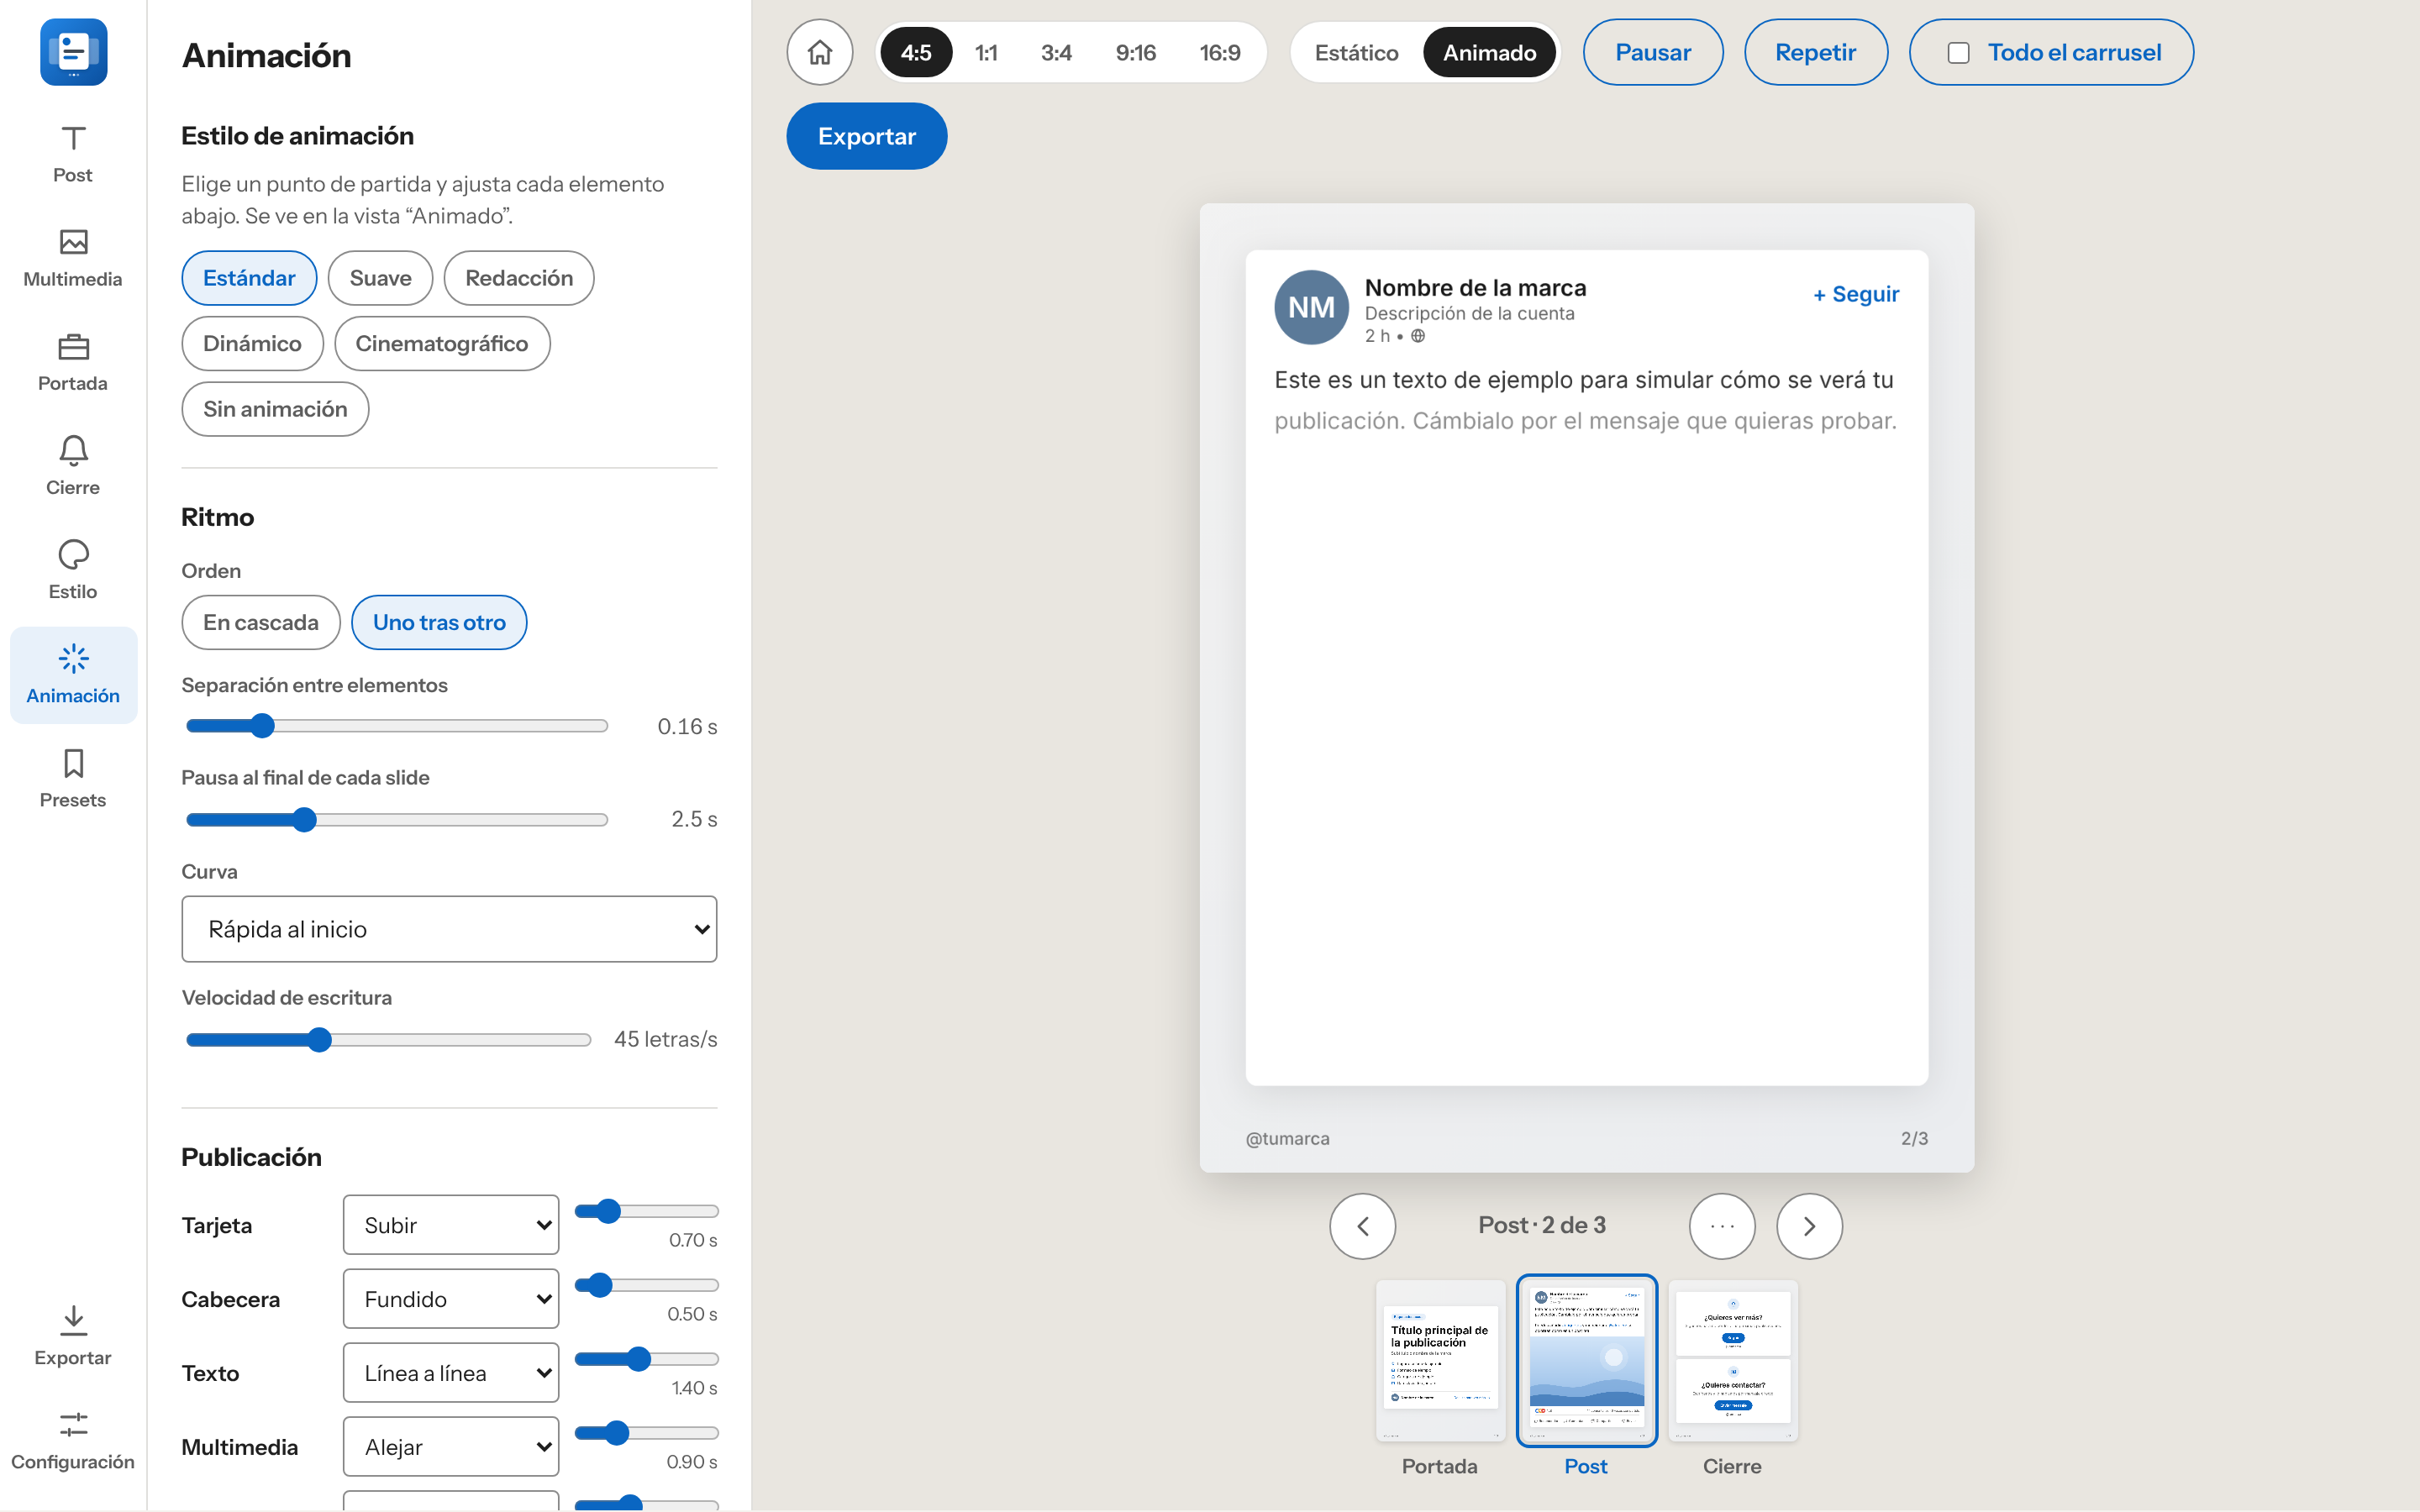 Post
Multimedia
Portada
Cierre
Estilo
Animación
Presets
Exportar
Configuración
Animación
Estilo de animación
Elige un punto de partida y ajusta cada elemento
abajo. Se ve en la vista “Animado”.
Estándar Suave Redacción
Dinámico Cinematográfico
Sin animación
Ritmo
Orden
En cascada Uno tras otro
Separación entre elementos
0.16 s
Pausa al final de cada slide
2.5 s
Curva
Rápida al inicio
Velocidad de escritura
45 letras/s
Publicación
Tarjeta Subir 0.70 s
Cabecera Fundido 0.50 s
Texto Línea a línea 1.40 s
Multimedia Alejar 0.90 s
4:5 1:1 3:4 9:16 16:9 Estático Animado Pausar Repetir Todo el carrusel
Exportar
NM
Nombre de la marca
+ Seguir
Descripción de la cuenta
2 h •
Este es un texto de ejemplo para simular cómo se verá tu
publicación. Cámbialo por el mensaje que quieras probar.
@tumarca 2/3
Post · 2 de 3
Título principal de
la publicación
¿Quieres ver más?
¿Quieres contactar?
Portada Post Cierre